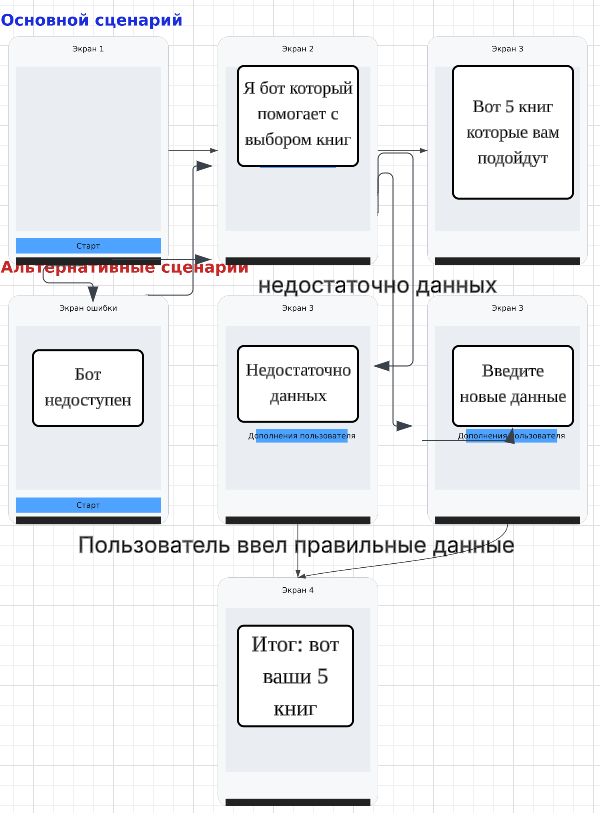 Основной сценарий
Экран 1
Экран 2
Экран 3
Я бот который
помогает с
выбором книг
Вот 5 книг
которые вам
подойдут
Старт
Альтернативные сценарии
недостаточно данных
Экран ошибки
Экран 3
Экран 3
Бот
недоступен
Недостаточно
данных
Введите
новые данные
Дополнения пользователя
Дополнения пользователя
Старт
Пользователь ввел правильные данные
Экран 4
Итог: вот
ваши 5
книг